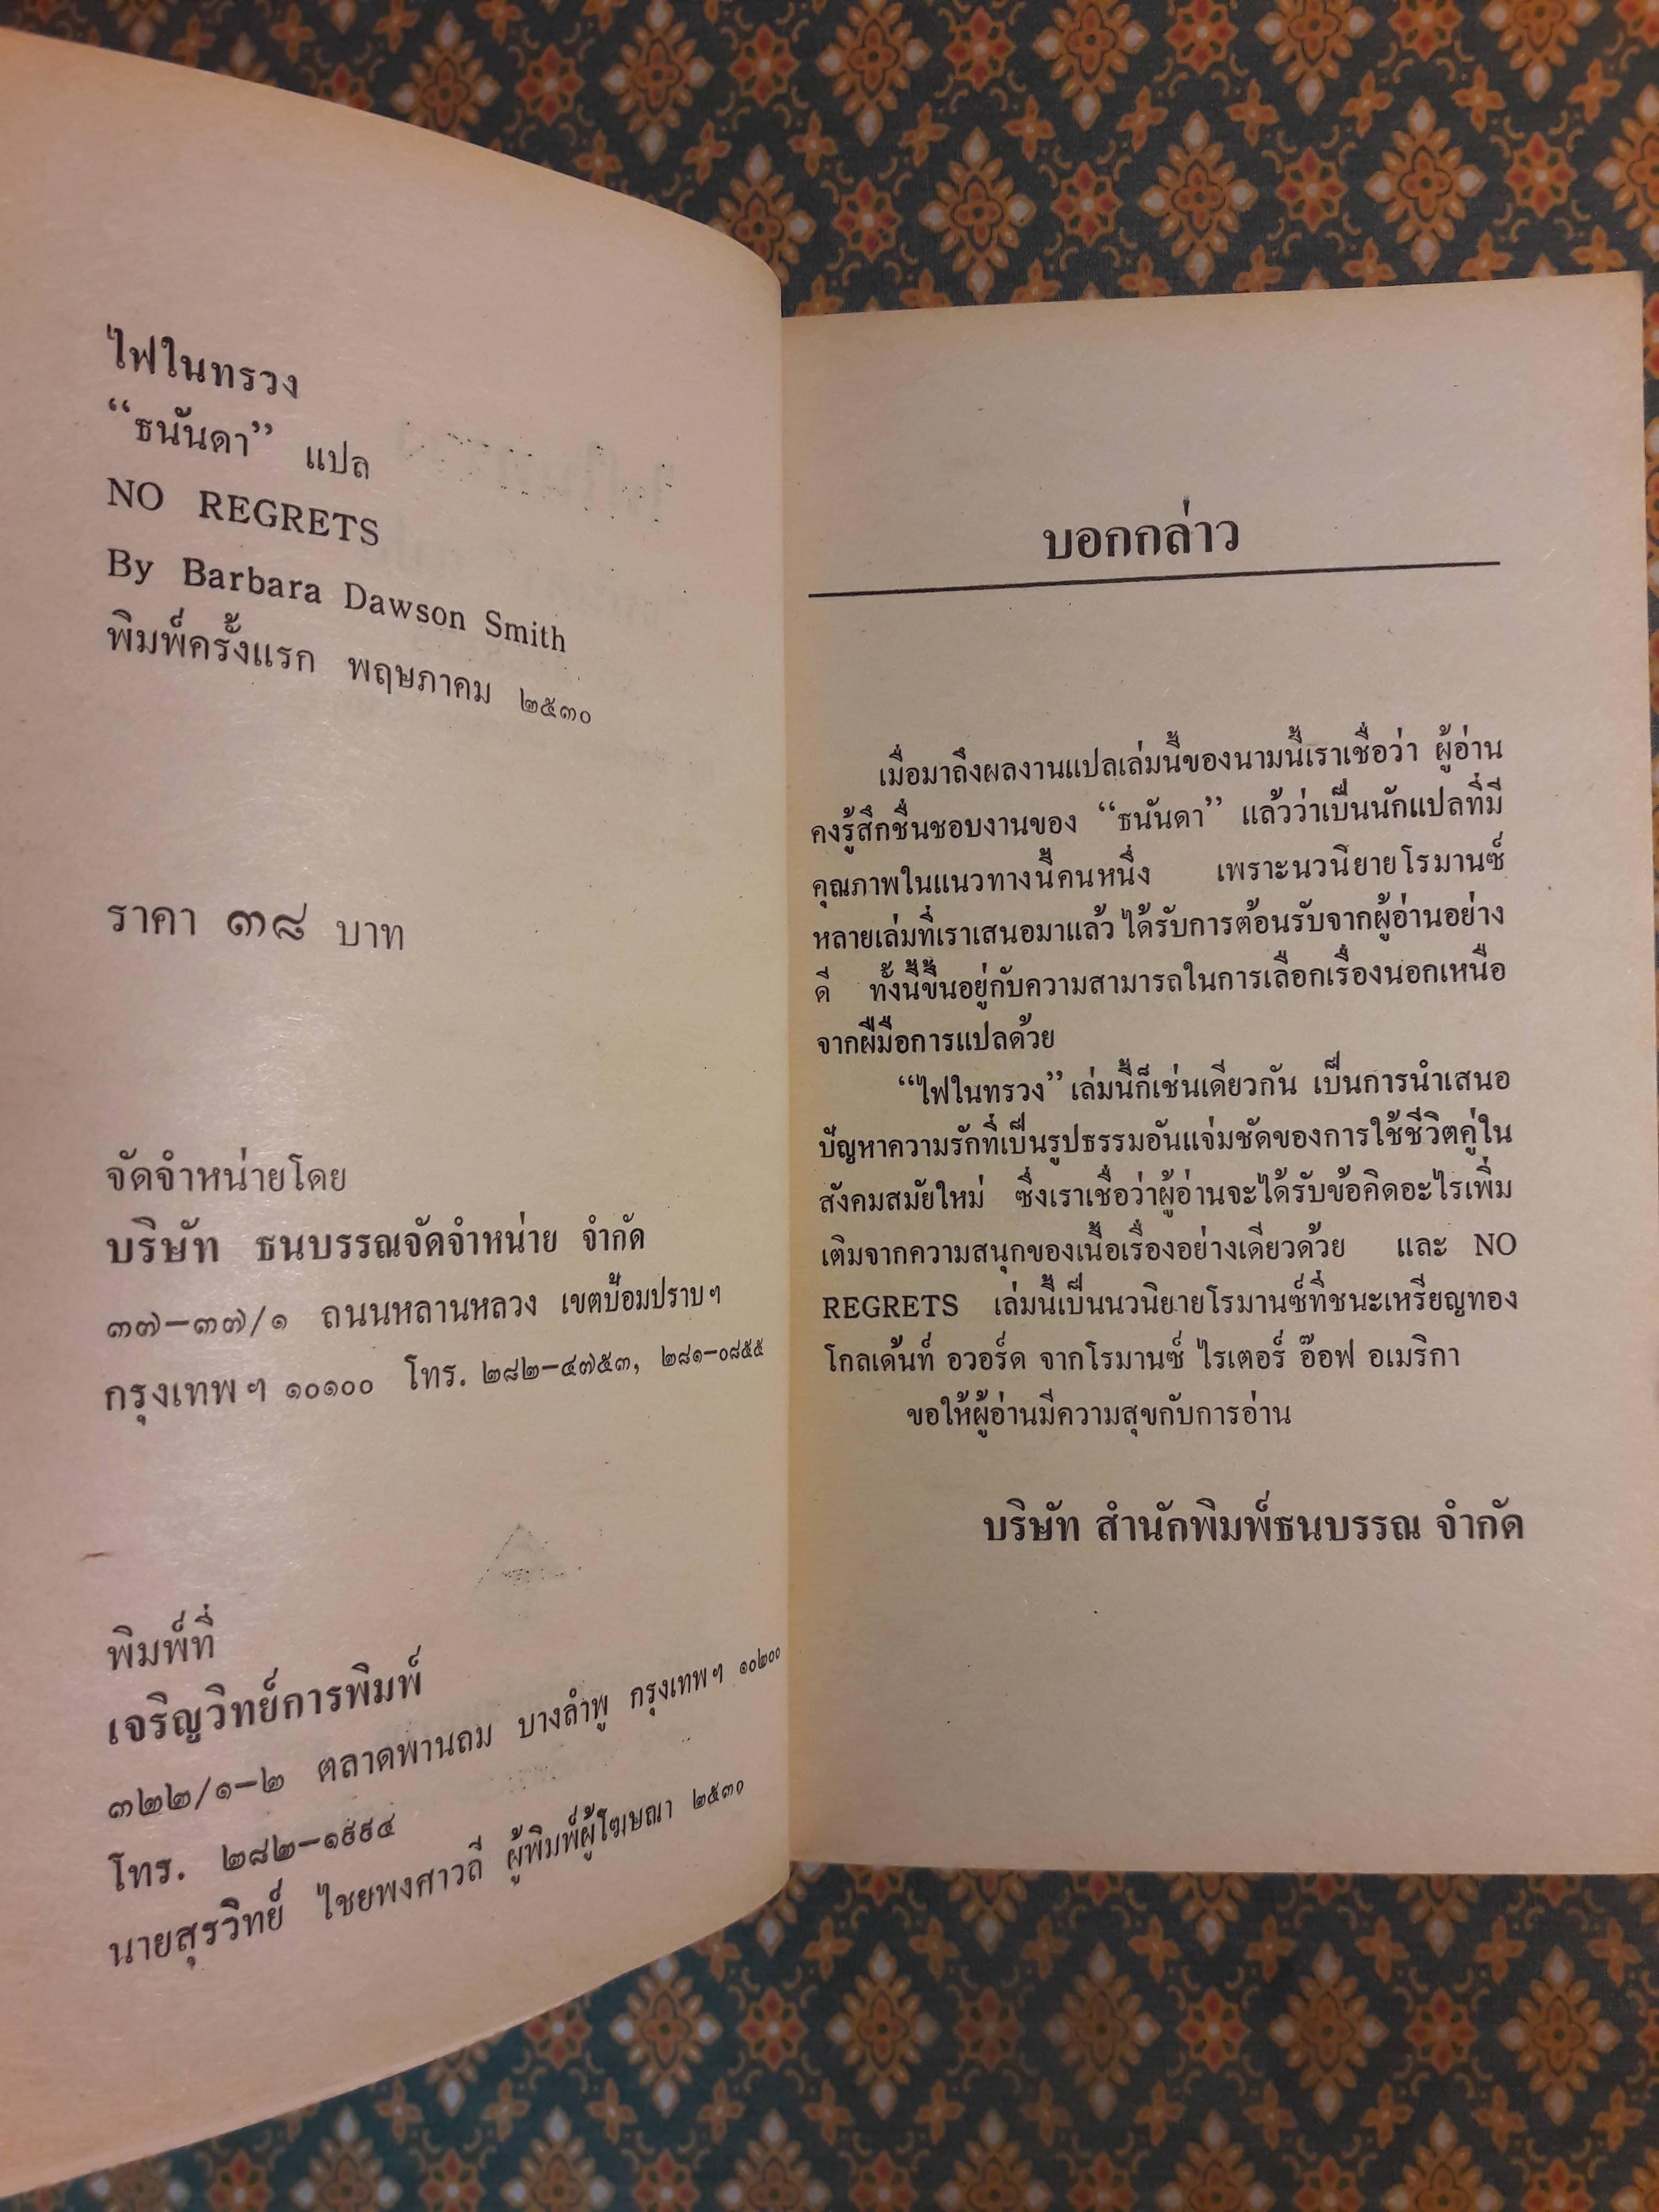 ไฟในทรวง
“ธนันดา” แปล
NO REGRETS
By Barbara Dawson Smith
พิมพ์ครั้งแรก พฤษภาคม ๒๕๓๐
ราคา ๓๘ บาท
จัดจำหน่ายโดย
บริษัท ธนบรรณจัดจำหน่าย จำกัด
๓๗–๓๗/๑ ถนนหลานหลวง เขตป้อมปราบฯ
กรุงเทพฯ ๑๐๑๐๐ โทร. ๒๘๒–๔๗๕๓, ๒๘๑–๐๘๕๕
พิมพ์ที่
เจริญวิทย์การพิมพ์
๓๒๒/๑–๒ ตลาดพานถม บางลำพู กรุงเทพฯ ๑๐๒๐๐
โทร. ๒๘๒–๑๙๙๔
นายสุรวิทย์ ไชยพงศาวลี ผู้พิมพ์ผู้โฆษณา ๒๕๓๐
บอกกล่าว
เมื่อมาถึงผลงานแปลเล่มนี้ของนามนี้เราเชื่อว่า ผู้อ่าน
คงรู้สึกชื่นชอบงานของ “ธนันดา” แล้วว่าเป็นนักแปลที่มี
คุณภาพในแนวทางนี้คนหนึ่ง เพราะนวนิยายโรมานซ์
หลายเล่มที่เราเสนอมาแล้ว ได้รับการต้อนรับจากผู้อ่านอย่าง
ดี ทั้งนี้ขึ้นอยู่กับความสามารถในการเลือกเรื่องนอกเหนือ
จากฝีมือการแปลด้วย
“ไฟในทรวง” เล่มนี้ก็เช่นเดียวกัน เป็นการนำเสนอ
ปัญหาความรักที่เป็นรูปธรรมอันแจ่มชัดของการใช้ชีวิตคู่ใน
สังคมสมัยใหม่ ซึ่งเราเชื่อว่าผู้อ่านจะได้รับข้อคิดอะไรเพิ่ม
เติมจากความสนุกของเนื้อเรื่องอย่างเดียวด้วย และ NO
REGRETS เล่มนี้เป็นนวนิยายโรมานซ์ที่ชนะเหรียญทอง
โกลเด้นท์ อวอร์ด จากโรมานซ์ ไรเตอร์ อ๊อฟ อเมริกา
ขอให้ผู้อ่านมีความสุขกับการอ่าน
บริษัท สำนักพิมพ์ธนบรรณ จำกัด